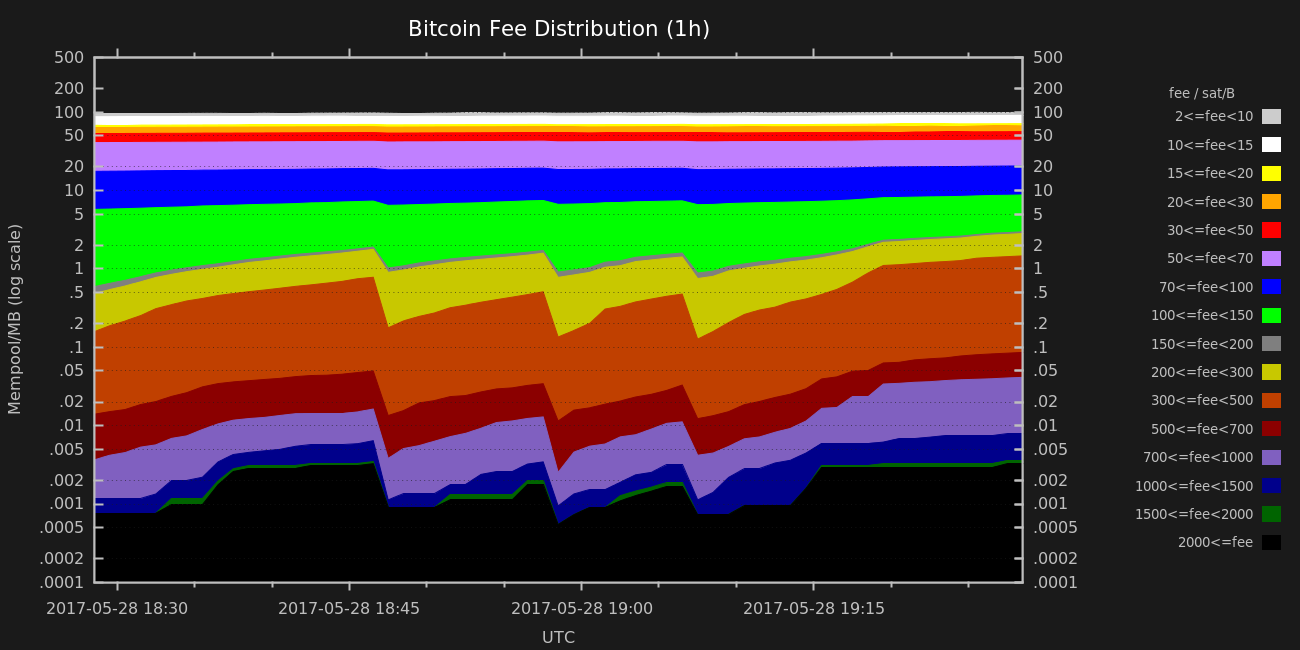 Bitcoin Fee Distribution (1h)
500 500
200 200
100 100
50 50
20 20
10 10
5 5
2 2
1 1
.5 .5
.2 .2
.1 .1
.05 .05
.02 .02
.01 .01
.005 .005
.002 .002
.001 .001
.0005 .0005
.0002 .0002
.0001 .0001
Mempool/MB (log scale)
2017-05-28 18:30 2017-05-28 18:45 2017-05-28 19:00 2017-05-28 19:15
UTC
fee / sat/B
2<=fee<10
10<=fee<15
15<=fee<20
20<=fee<30
30<=fee<50
50<=fee<70
70<=fee<100
100<=fee<150
150<=fee<200
200<=fee<300
300<=fee<500
500<=fee<700
700<=fee<1000
1000<=fee<1500
1500<=fee<2000
2000<=fee